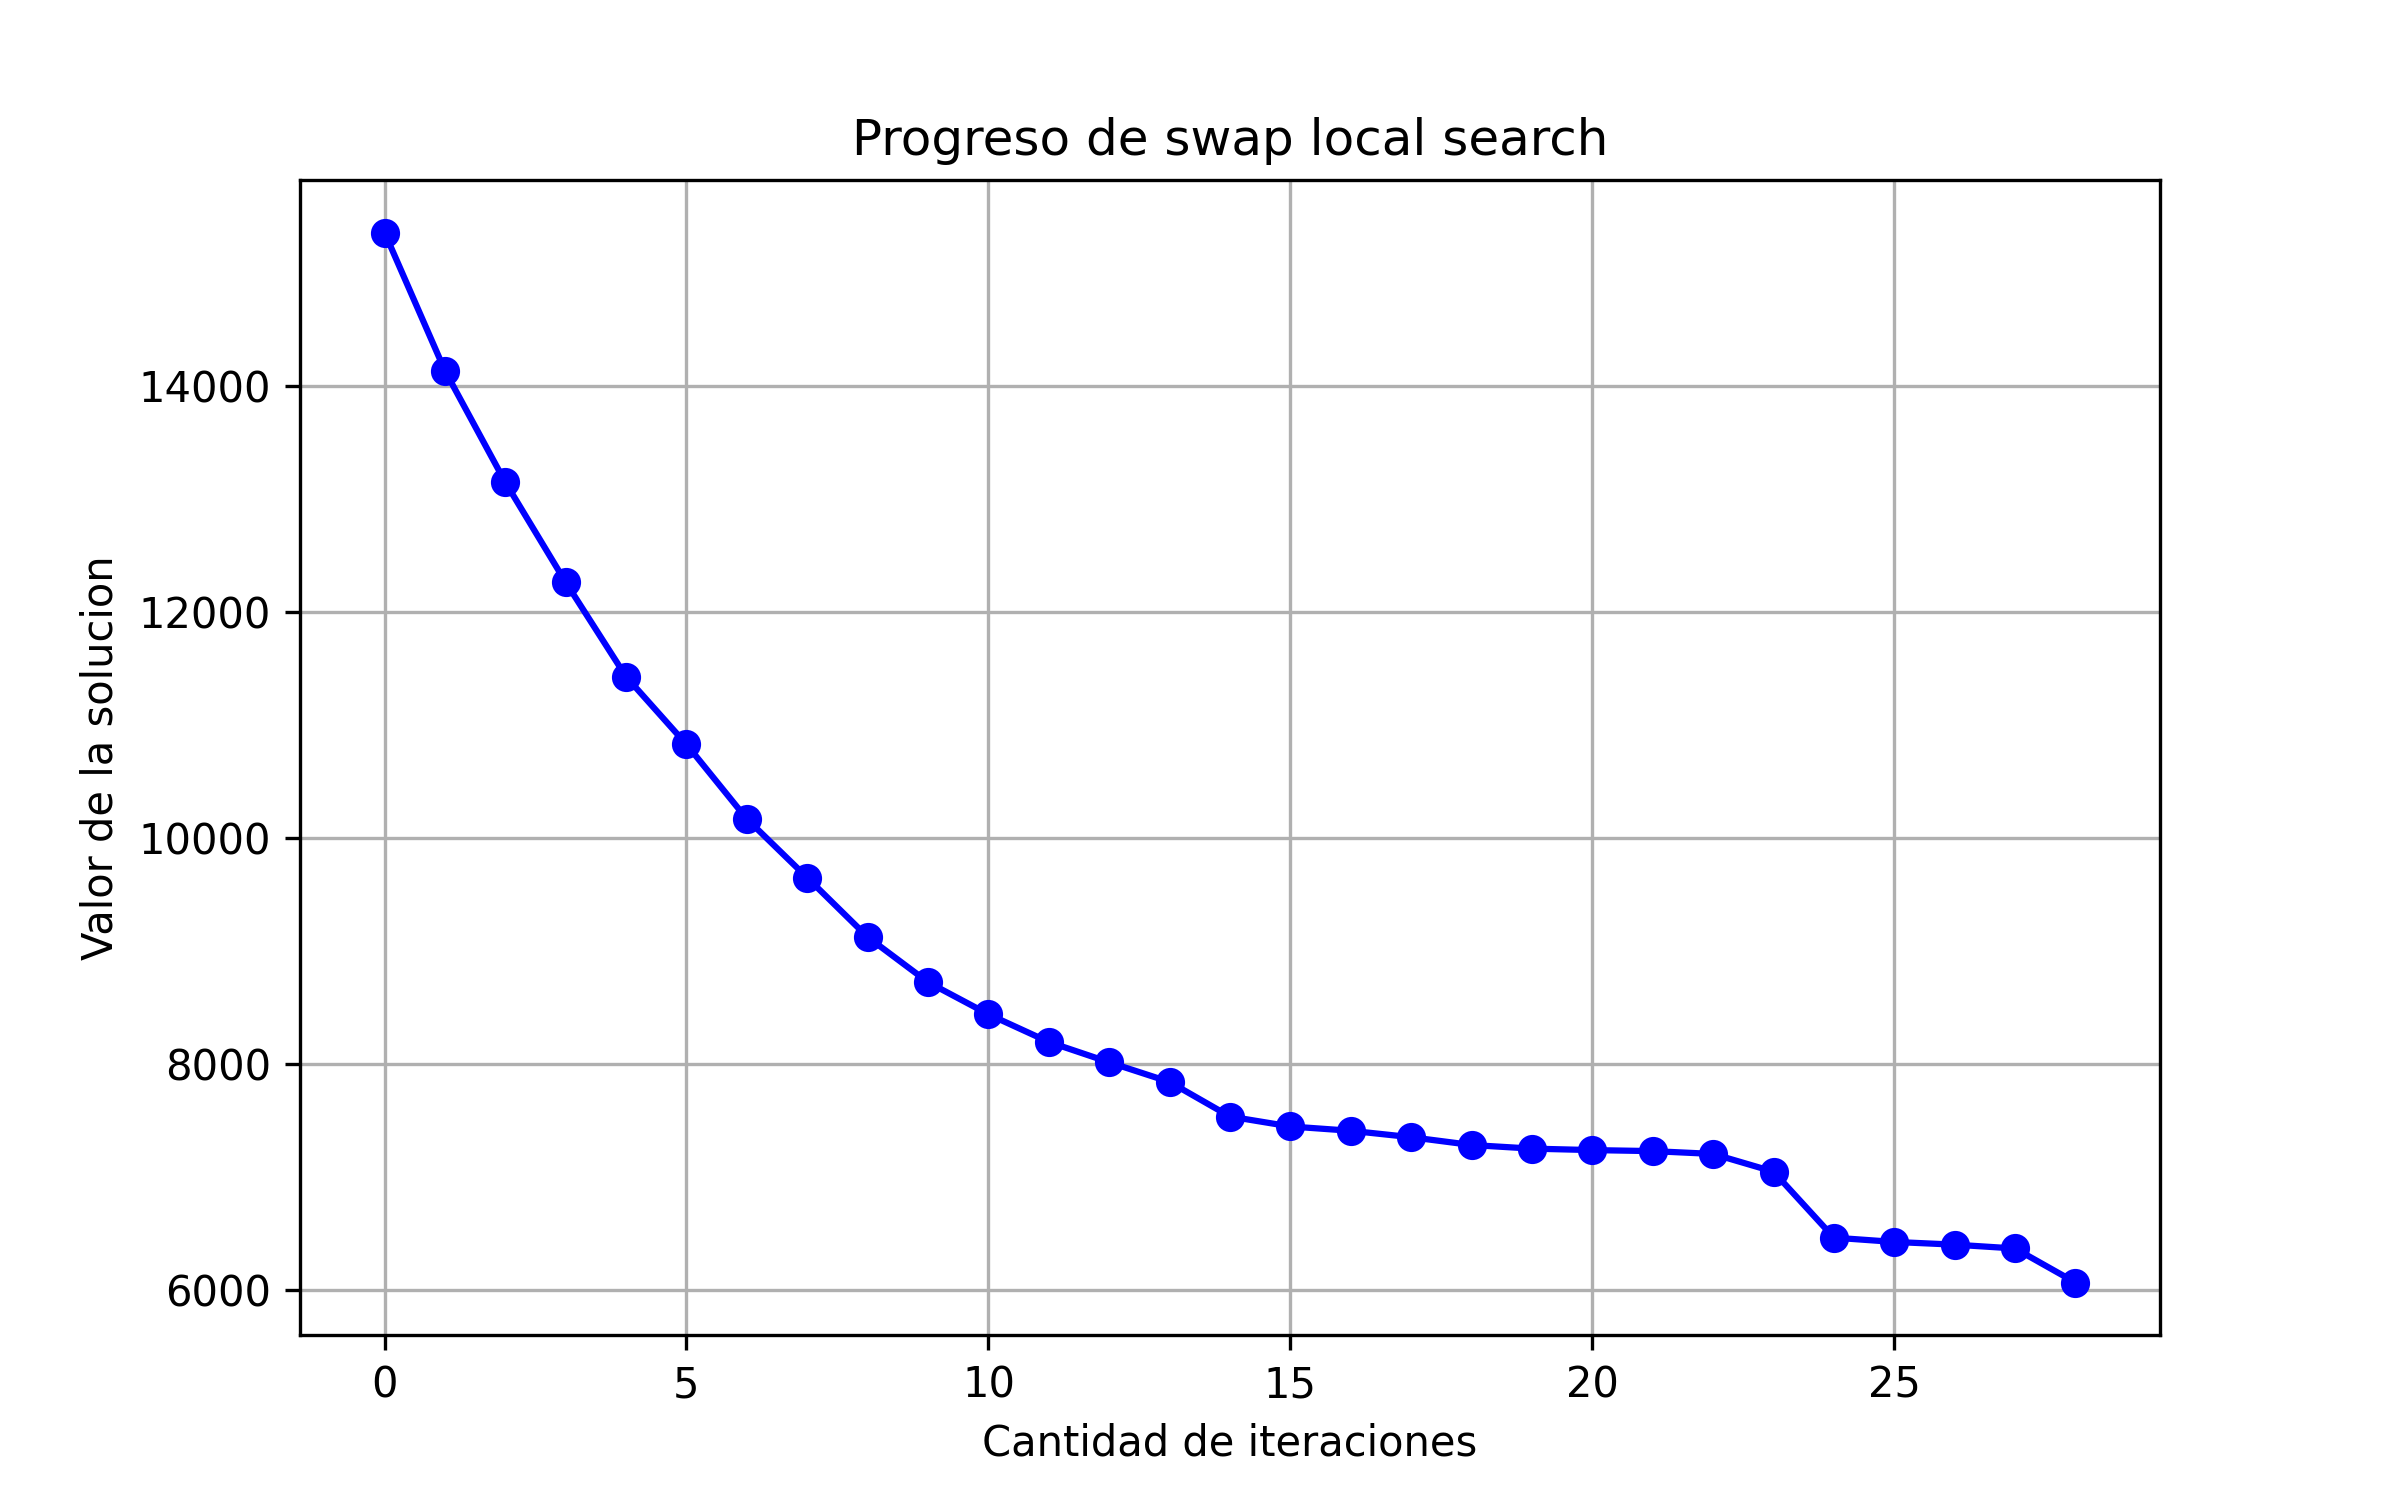 Progreso de swap local search
Valor de la solucion
14000
12000
10000
8000
6000
0 5 10 15 20 25
Cantidad de iteraciones